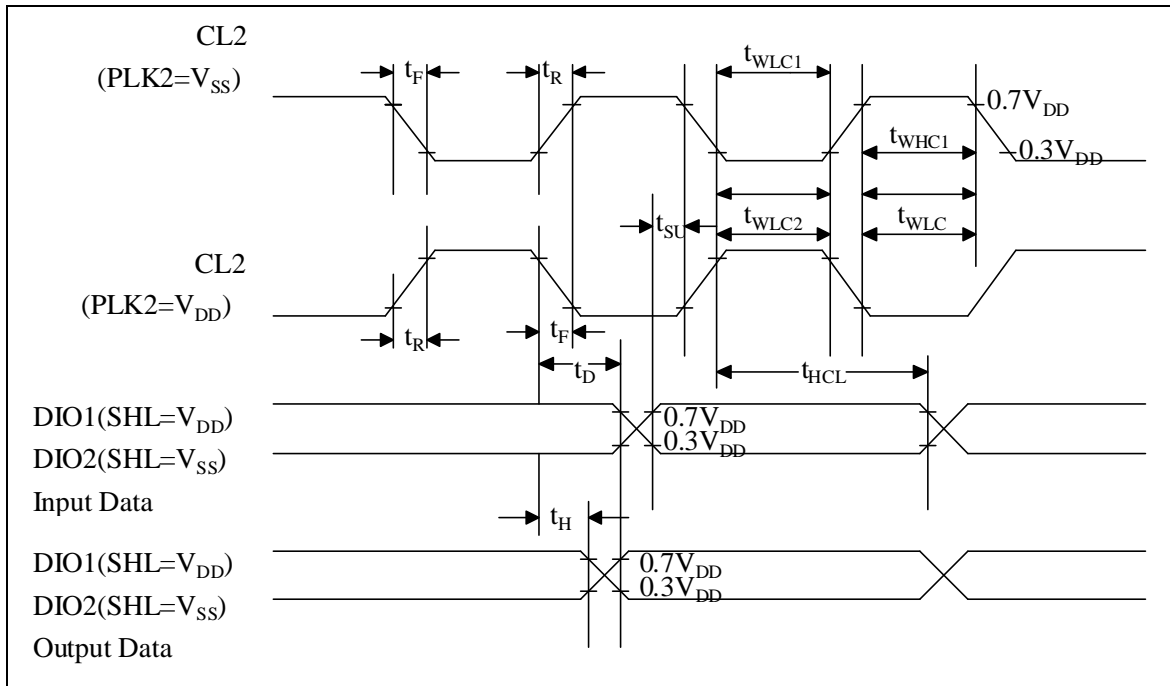 CL2
(PLK2=VSS)
tF
tR
tWLC1
0.7VDD
tWHC1
0.3VDD
tSU
tWLC2
tWLC
CL2
(PLK2=VDD)
tR
tF
tD
tHCL
DIO1(SHL=VDD)
0.7VDD
DIO2(SHL=VSS)
0.3VDD
Input Data
tH
DIO1(SHL=VDD)
0.7VDD
DIO2(SHL=VSS)
0.3VDD
Output Data